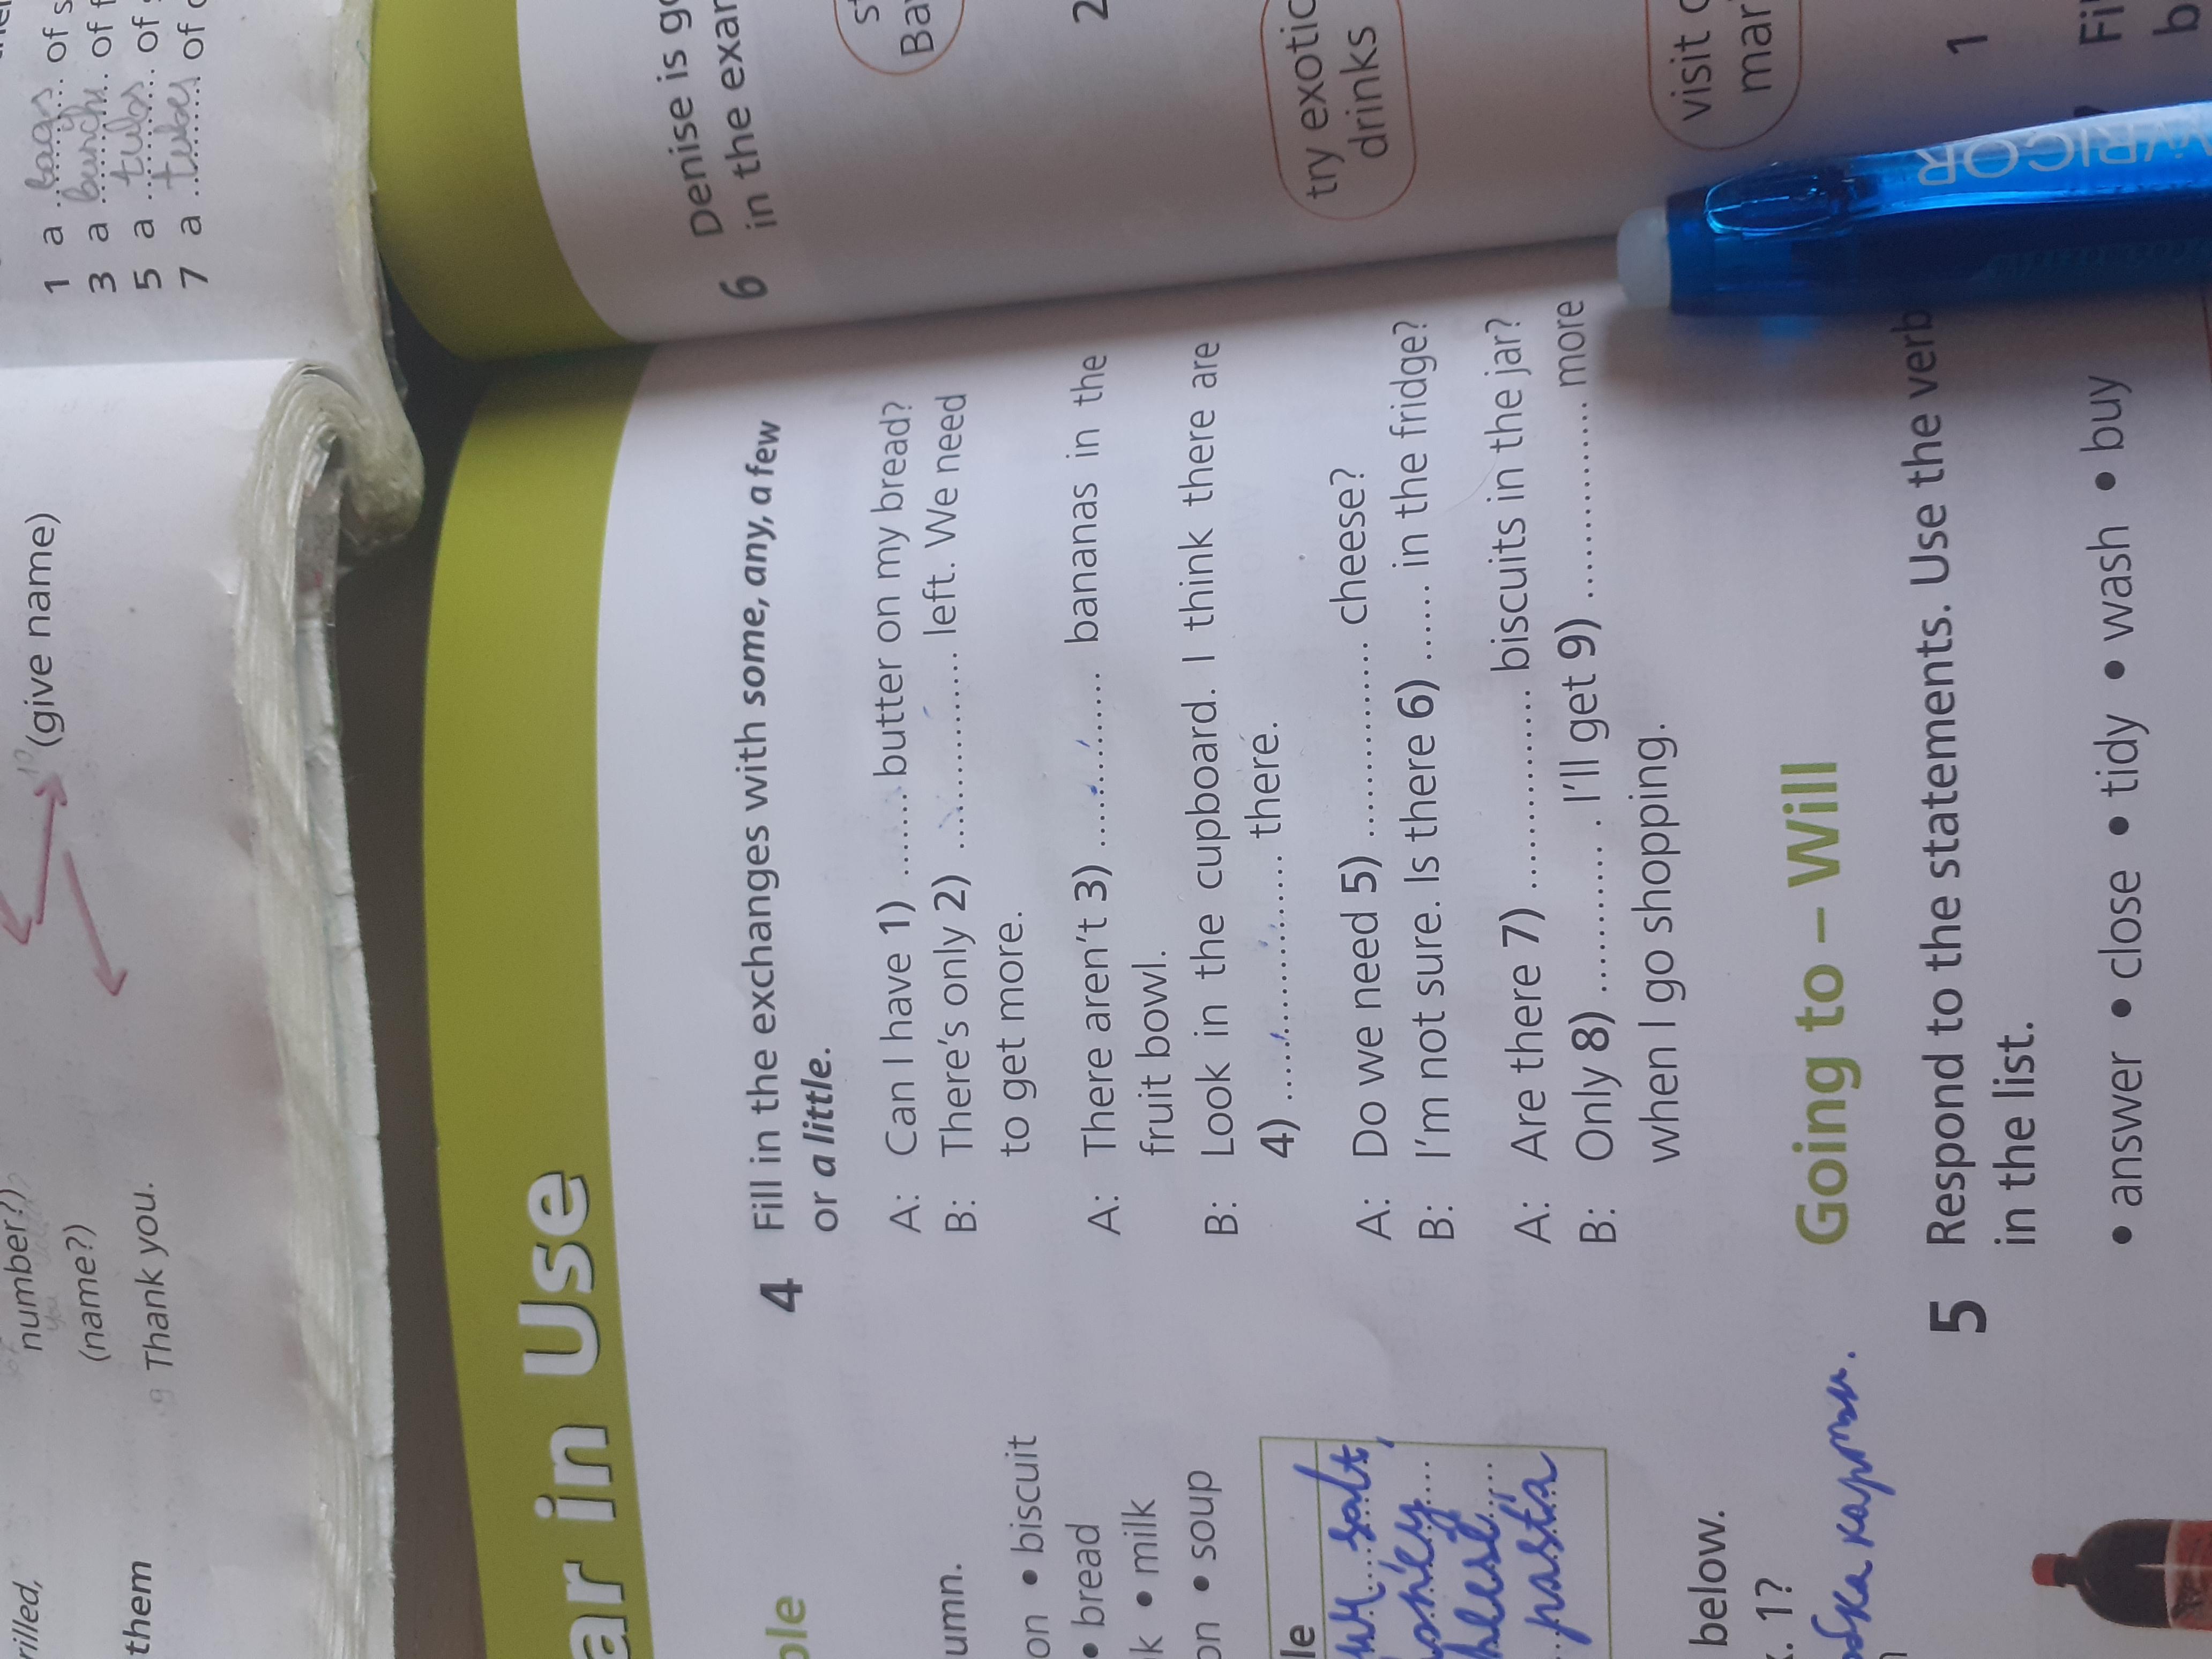 number?)
(name?)
Thank you.
them
(give name)
1 a bags of s
3 a bunch of f
5 a tubs of
7 a tubes of
ar in Use
ple
umn.
on • biscuit
• bread
k • milk
on • soup
le
salt,
honey
pasta
below.
. 1?
4 Fill in the exchanges with some, any, a few
or a little.
A: Can I have 1) ....... butter on my bread?
B: There's only 2) ............... left. We need
to get more.
A: There aren't 3) ............. bananas in the
fruit bowl.
B: Look in the cupboard. I think there are
4) .................. there.
A: Do we need 5) ............... cheese?
B: I'm not sure. Is there 6) ....... in the fridge?
A: Are there 7) ............... biscuits in the jar?
B: Only 8) ........... . I'll get 9) ............... more
when I go shopping.
Going to – Will
5 Respond to the statements. Use the verb
in the list.
• answer • close • tidy • wash • buy
6 Denise is g
in the exa
Ba
2
try exotic
drinks
visit
mar
1
Fi
b